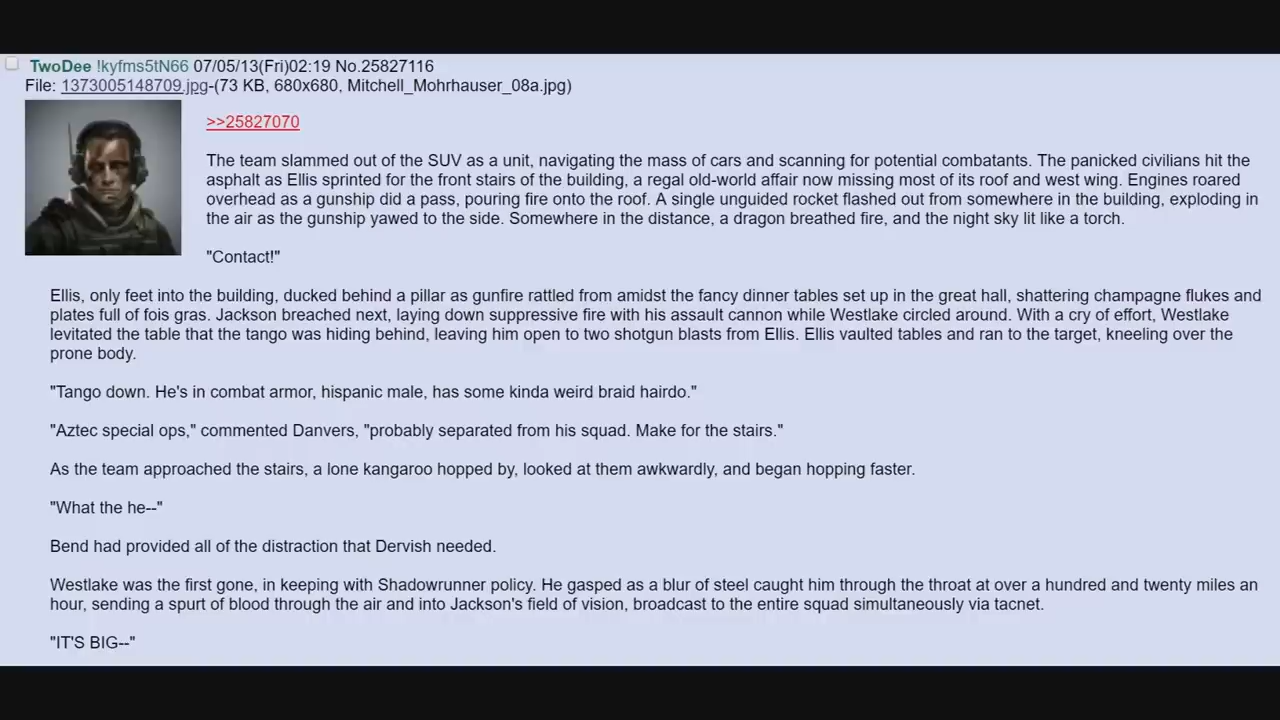 TwoDee !kyfms5tN66 07/05/13(Fri)02:19 No.25827116
File: 1373005148709.jpg-(73 KB, 680x680, Mitchell_Mohrhauser_08a.jpg)
>>25827070
The team slammed out of the SUV as a unit, navigating the mass of cars and scanning for potential combatants. The panicked civilians hit the
asphalt as Ellis sprinted for the front stairs of the building, a regal old-world affair now missing most of its roof and west wing. Engines roared
overhead as a gunship did a pass, pouring fire onto the roof. A single unguided rocket flashed out from somewhere in the building, exploding in
the air as the gunship yawed to the side. Somewhere in the distance, a dragon breathed fire, and the night sky lit like a torch.
"Contact!"
Ellis, only feet into the building, ducked behind a pillar as gunfire rattled from amidst the fancy dinner tables set up in the great hall, shattering champagne flukes and
plates full of fois gras. Jackson breached next, laying down suppressive fire with his assault cannon while Westlake circled around. With a cry of effort, Westlake
levitated the table that the tango was hiding behind, leaving him open to two shotgun blasts from Ellis. Ellis vaulted tables and ran to the target, kneeling over the
prone body.
"Tango down. He's in combat armor, hispanic male, has some kinda weird braid hairdo."
"Aztec special ops," commented Danvers, "probably separated from his squad. Make for the stairs."
As the team approached the stairs, a lone kangaroo hopped by, looked at them awkwardly, and began hopping faster.
"What the he--"
Bend had provided all of the distraction that Dervish needed.
Westlake was the first gone, in keeping with Shadowrunner policy. He gasped as a blur of steel caught him through the throat at over a hundred and twenty miles an
hour, sending a spurt of blood through the air and into Jackson's field of vision, broadcast to the entire squad simultaneously via tacnet.
"IT'S BIG--"